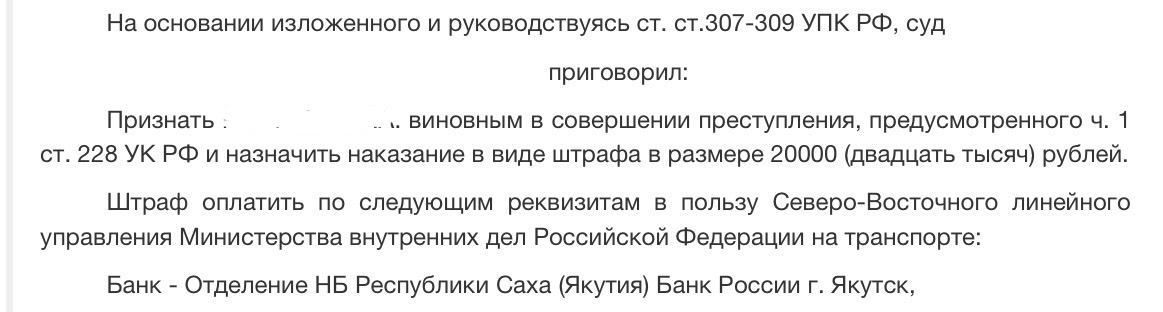 На основании изложенного и руководствуясь ст. ст.307-309 УПК РФ, суд
приговорил:
Признать виновным в совершении преступления, предусмотренного ч. 1
ст. 228 УК РФ и назначить наказание в виде штрафа в размере 20000 (двадцать тысяч) рублей.
Штраф оплатить по следующим реквизитам в пользу Северо-Восточного линейного
управления Министерства внутренних дел Российской Федерации на транспорте:
Банк - Отделение НБ Республики Саха (Якутия) Банк России г. Якутск,